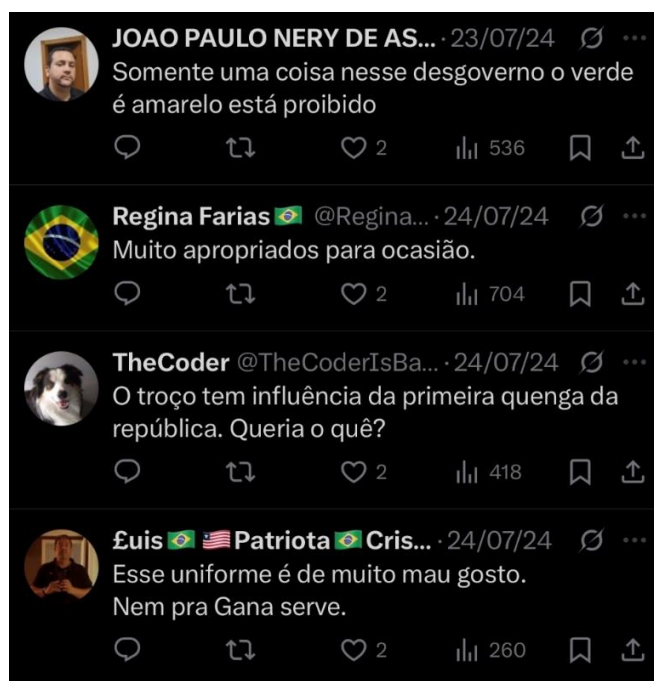 JOAO PAULO NERY DE AS... · 23/07/24
Somente uma coisa nesse desgoverno o verde
é amarelo está proibido
2 536
Regina Farias🇧🇷 @Regina... · 24/07/24
Muito apropriados para ocasião.
2 704
TheCoder @TheCoderIsBa... · 24/07/24
O troço tem influência da primeira quenga da
república. Queria o quê?
2 418
£uis🇧🇷 🇱🇷Patriota🇧🇷Cris... · 24/07/24
Esse uniforme é de muito mau gosto.
Nem pra Gana serve.
2 260